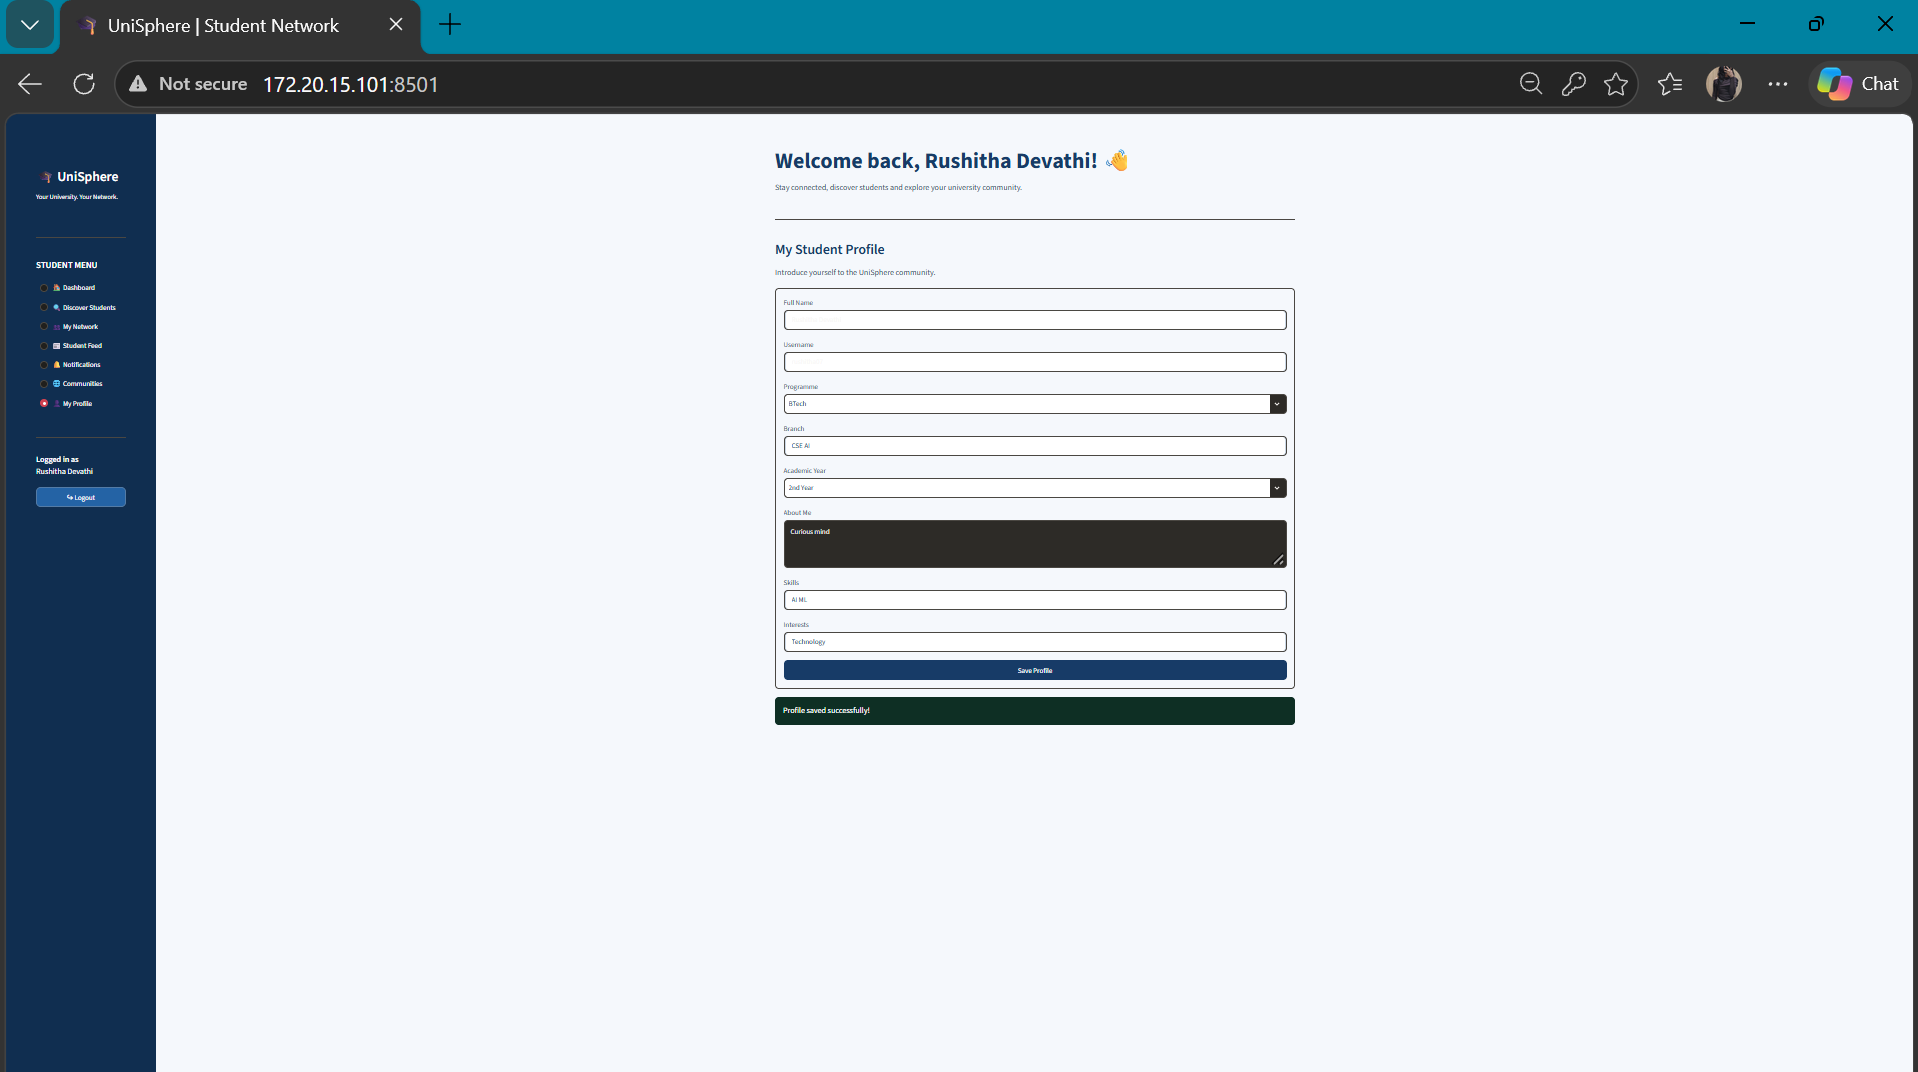 UniSphere | Student Network
Not secure 172.20.15.101:8501
Chat
UniSphere
Your University. Your Network.
STUDENT MENU
Dashboard
Discover Students
My Network
Student Feed
Notifications
Communities
My Profile
Logged in as
Rushitha Devathi
Logout
Welcome back, Rushitha Devathi! 👋
Stay connected, discover students and explore your university community.
My Student Profile
Introduce yourself to the UniSphere community.
Full Name
Username
Programme
BTech
Branch
CSE AI
Academic Year
2nd Year
About Me
Curious mind
Skills
AI ML
Interests
Technology
Save Profile
Profile saved successfully!